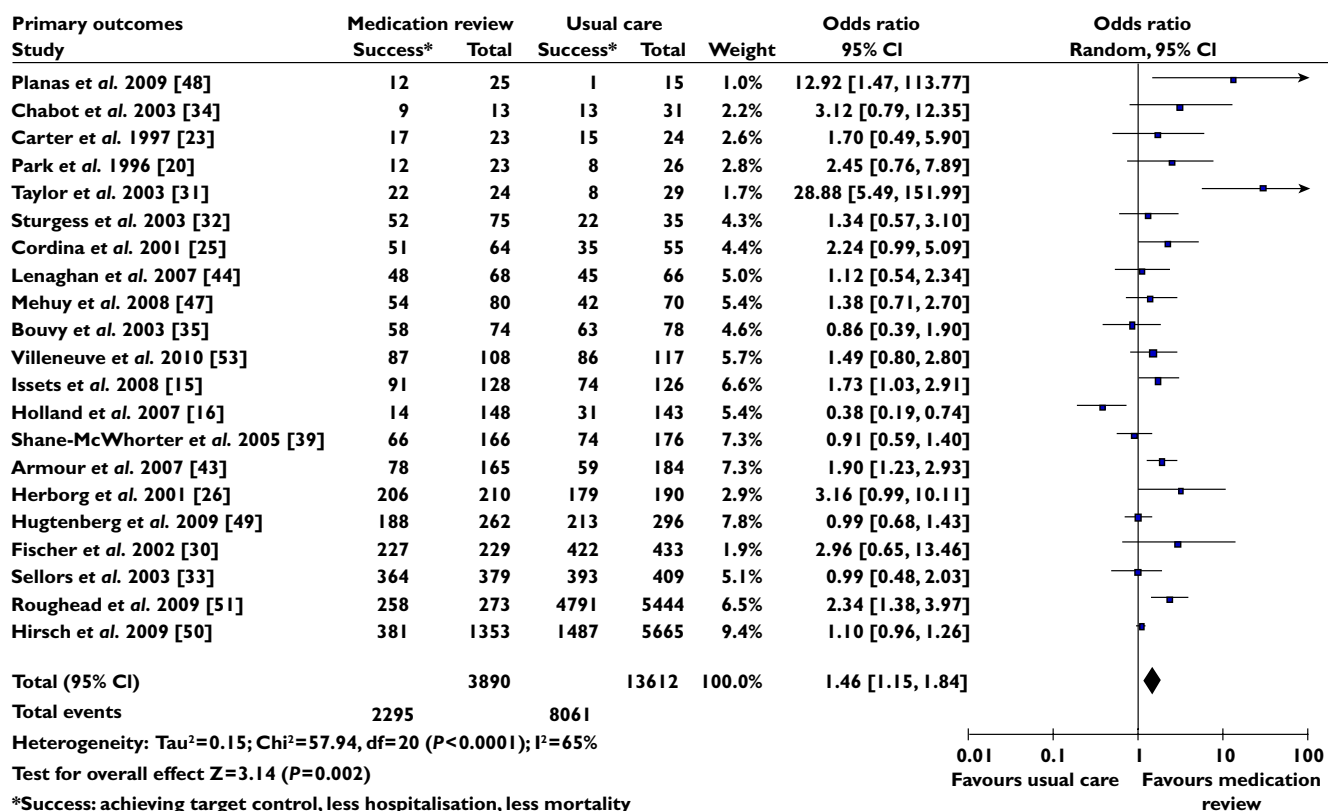 Primary outcomes Medication review Usual care Odds ratio Odds ratio
Study Success* Total Success* Total Weight 95% CI Random, 95% CI
Planas et al. 2009 [48] 12 25 1 15 1.0% 12.92 [1.47, 113.77]
Chabot et al. 2003 [34] 9 13 13 31 2.2% 3.12 [0.79, 12.35]
Carter et al. 1997 [23] 17 23 15 24 2.6% 1.70 [0.49, 5.90]
Park et al. 1996 [20] 12 23 8 26 2.8% 2.45 [0.76, 7.89]
Taylor et al. 2003 [31] 22 24 8 29 1.7% 28.88 [5.49, 151.99]
Sturgess et al. 2003 [32] 52 75 22 35 4.3% 1.34 [0.57, 3.10]
Cordina et al. 2001 [25] 51 64 35 55 4.4% 2.24 [0.99, 5.09]
Lenaghan et al. 2007 [44] 48 68 45 66 5.0% 1.12 [0.54, 2.34]
Mehuy et al. 2008 [47] 54 80 42 70 5.4% 1.38 [0.71, 2.70]
Bouvy et al. 2003 [35] 58 74 63 78 4.6% 0.86 [0.39, 1.90]
Villeneuve et al. 2010 [53] 87 108 86 117 5.7% 1.49 [0.80, 2.80]
Issets et al. 2008 [15] 91 128 74 126 6.6% 1.73 [1.03, 2.91]
Holland et al. 2007 [16] 14 148 31 143 5.4% 0.38 [0.19, 0.74]
Shane-McWhorter et al. 2005 [39] 66 166 74 176 7.3% 0.91 [0.59, 1.40]
Armour et al. 2007 [43] 78 165 59 184 7.3% 1.90 [1.23, 2.93]
Herborg et al. 2001 [26] 206 210 179 190 2.9% 3.16 [0.99, 10.11]
Hugtenberg et al. 2009 [49] 188 262 213 296 7.8% 0.99 [0.68, 1.43]
Fischer et al. 2002 [30] 227 229 422 433 1.9% 2.96 [0.65, 13.46]
Sellors et al. 2003 [33] 364 379 393 409 5.1% 0.99 [0.48, 2.03]
Roughead et al. 2009 [51] 258 273 4791 5444 6.5% 2.34 [1.38, 3.97]
Hirsch et al. 2009 [50] 381 1353 1487 5665 9.4% 1.10 [0.96, 1.26]
Total (95% CI) 3890 13612 100.0% 1.46 [1.15, 1.84]
Total events 2295 8061
Heterogeneity: Tau²=0.15; Chi²=57.94, df=20 (P<0.0001); I²=65%
Test for overall effect Z=3.14 (P=0.002)
*Success: achieving target control, less hospitalisation, less mortality
0.01 0.1 1 10 100
Favours usual care Favours medication
review